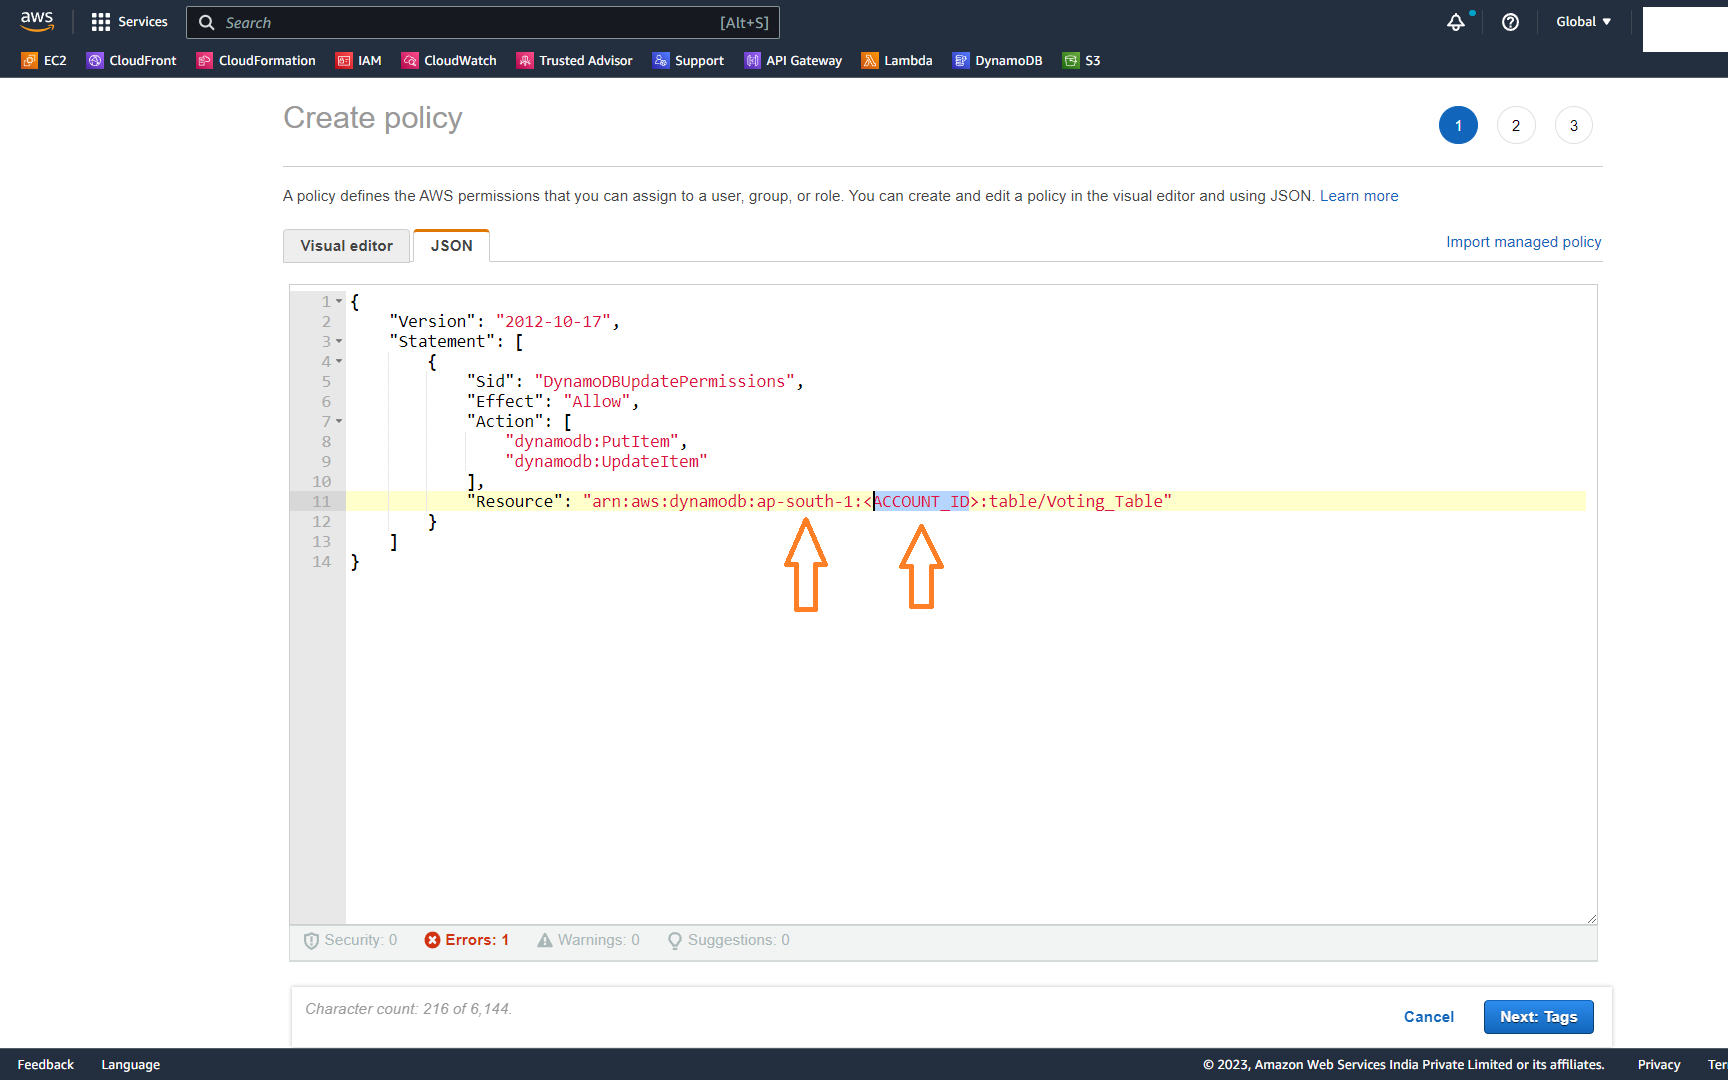 aws Services Search [Alt+S] Global
EC2 CloudFront CloudFormation IAM CloudWatch Trusted Advisor Support API Gateway Lambda DynamoDB S3
Create policy
1 2 3
A policy defines the AWS permissions that you can assign to a user, group, or role. You can create and edit a policy in the visual editor and using JSON. Learn more
Visual editor JSON
Import managed policy
1 {
2 "Version": "2012-10-17",
3 "Statement": [
4 {
5 "Sid": "DynamoDBUpdatePermissions",
6 "Effect": "Allow",
7 "Action": [
8 "dynamodb:PutItem",
9 "dynamodb:UpdateItem"
10 ],
11 "Resource": "arn:aws:dynamodb:ap-south-1:<ACCOUNT_ID>:table/Voting_Table"
12 }
13 ]
14 }
Security: 0 Errors: 1 Warnings: 0 Suggestions: 0
Character count: 216 of 6,144.
Cancel Next: Tags
Feedback Language © 2023, Amazon Web Services India Private Limited or its affiliates. Privacy Ter